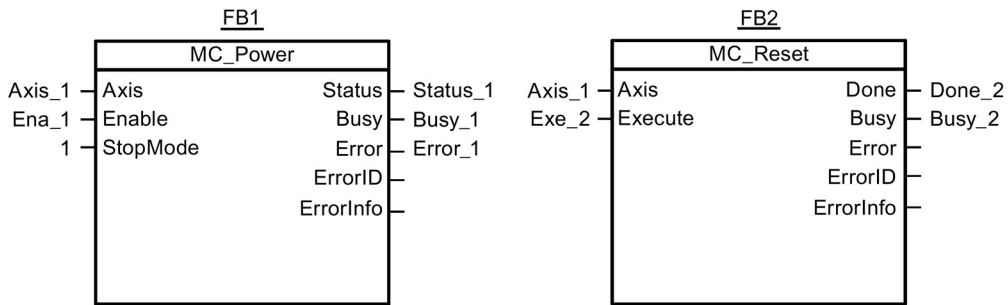 FB1
MC_Power
Axis_1 Axis Status Status_1
Ena_1 Enable Busy Busy_1
1 StopMode Error Error_1
ErrorID
ErrorInfo
FB2
MC_Reset
Axis_1 Axis Done Done_2
Exe_2 Execute Busy Busy_2
Error
ErrorID
ErrorInfo